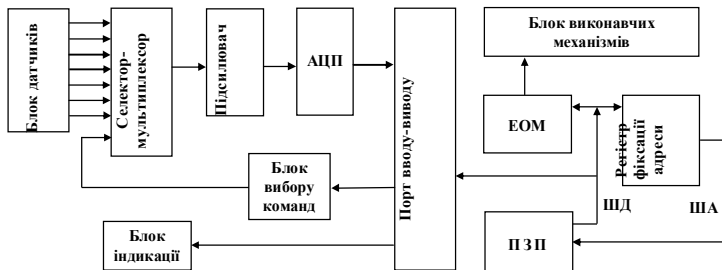 Блок датчиків
Селектор-
мультиплексор
Підсилювач
АЦП
Порт вводу-виводу
Блок виконавчих
механізмів
ЕОМ
Регістр
фіксації
адреси
Блок
вибору
команд
ШД
ША
Блок
індикації
ПЗП